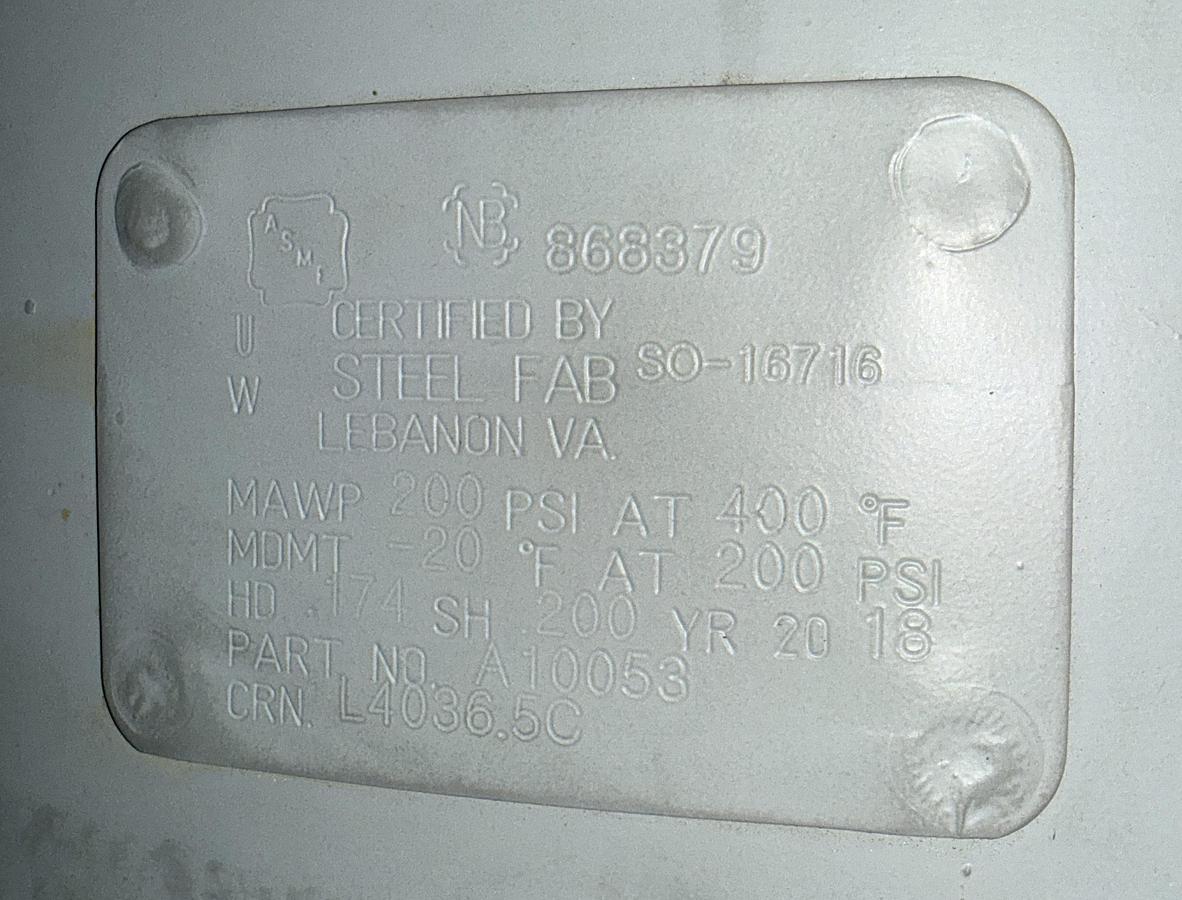 ASME NB 868379
U CERTIFIED BY
W STEEL FAB SO-16716
LEBANON VA.
MAWP 200 PSI AT 400 °F
MDMT -20 °F AT 200 PSI
HD .174 SH .200 YR 20 18
PART NO. A10053
CRN. L4036.5C